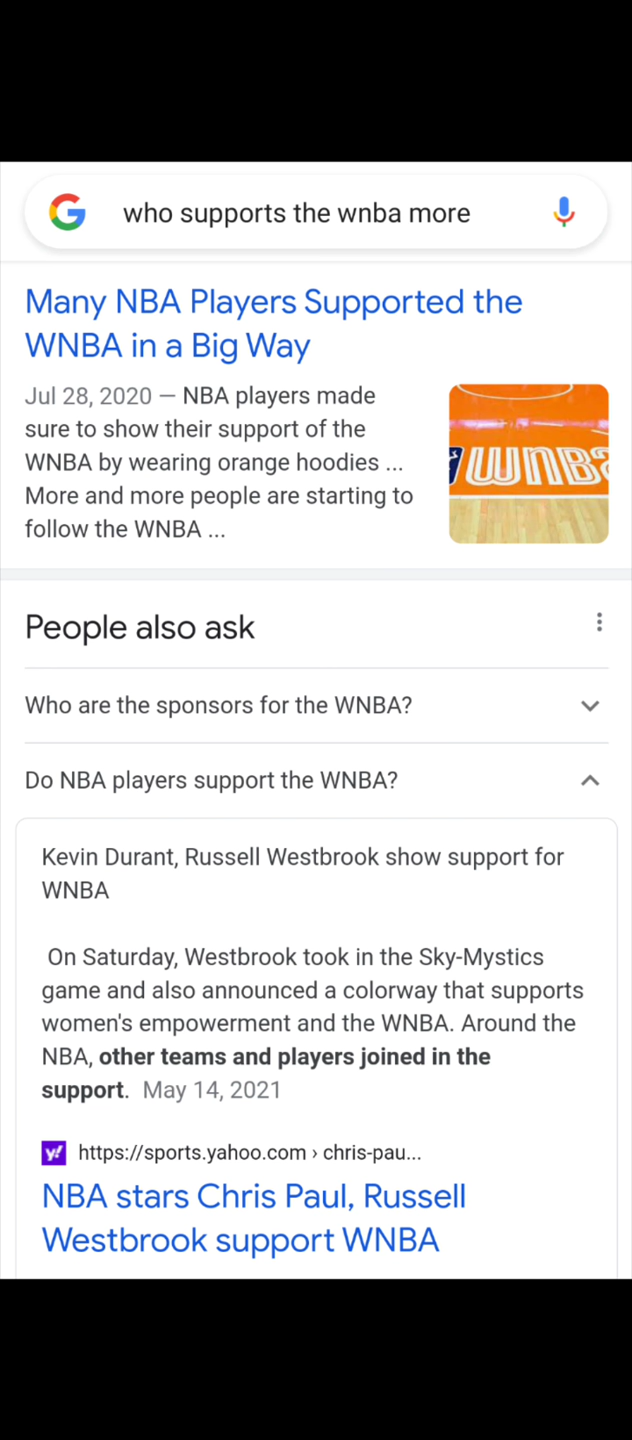 who supports the wnba more
Many NBA Players Supported the
WNBA in a Big Way
Jul 28, 2020 — NBA players made
sure to show their support of the
WNBA by wearing orange hoodies ...
More and more people are starting to
follow the WNBA ...
WNBA
People also ask
Who are the sponsors for the WNBA?
Do NBA players support the WNBA?
Kevin Durant, Russell Westbrook show support for
WNBA
On Saturday, Westbrook took in the Sky-Mystics
game and also announced a colorway that supports
women's empowerment and the WNBA. Around the
NBA, other teams and players joined in the
support. May 14, 2021
y! https://sports.yahoo.com › chris-pau...
NBA stars Chris Paul, Russell
Westbrook support WNBA